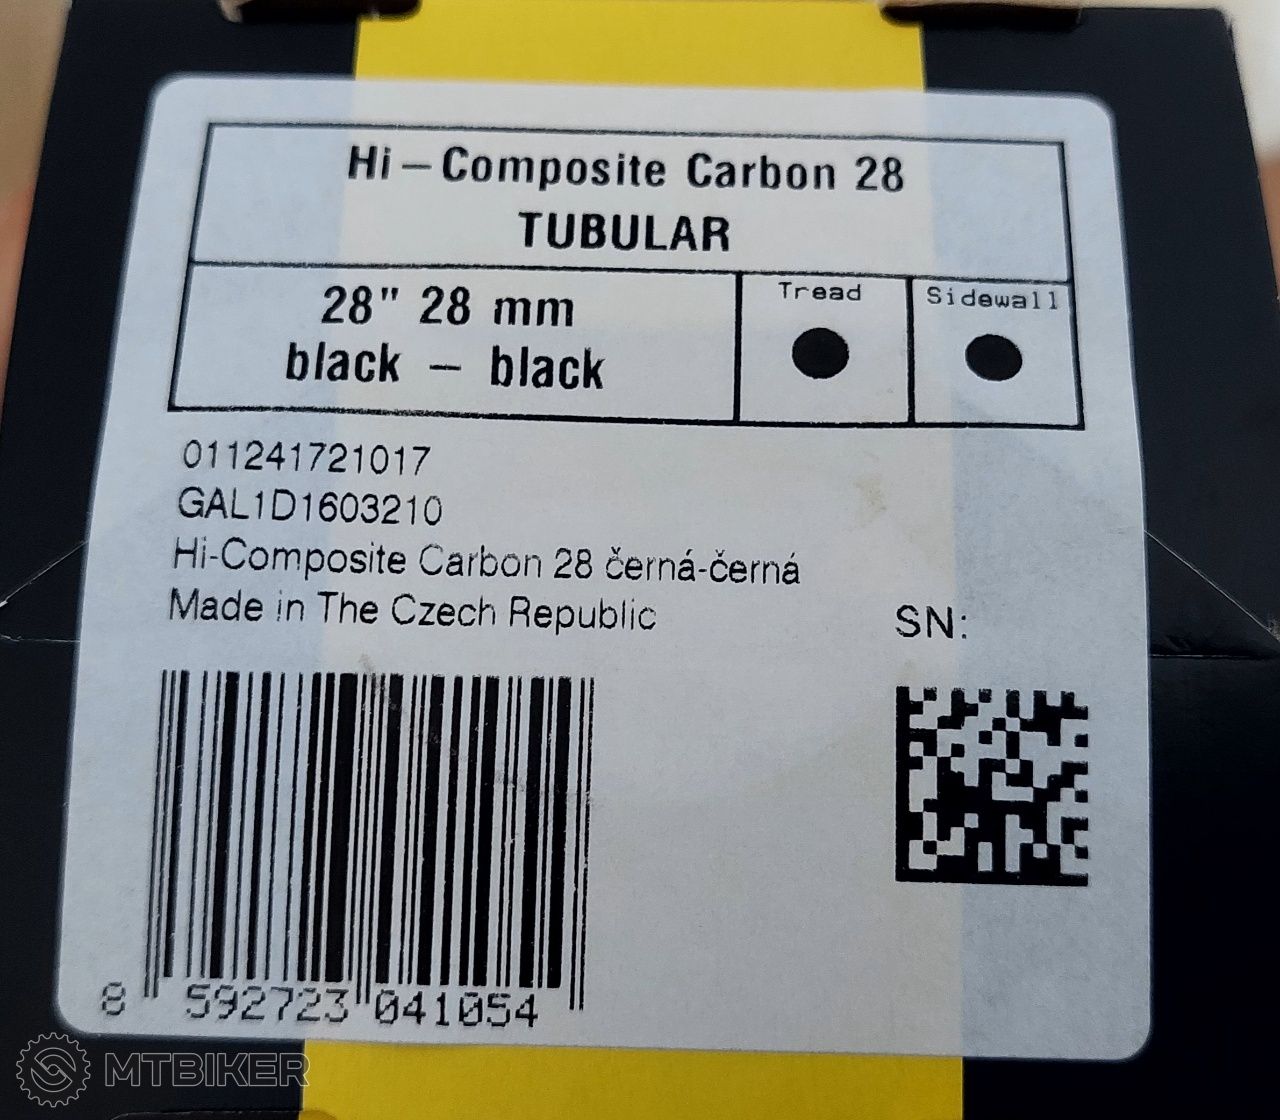 Hi – Composite Carbon 28
TUBULAR
28" 28 mm
black – black
Tread
Sidewall
011241721017
GAL1D1603210
Hi-Composite Carbon 28 černá-černá
Made in The Czech Republic
SN:
8 592723 041054
MTBIKER